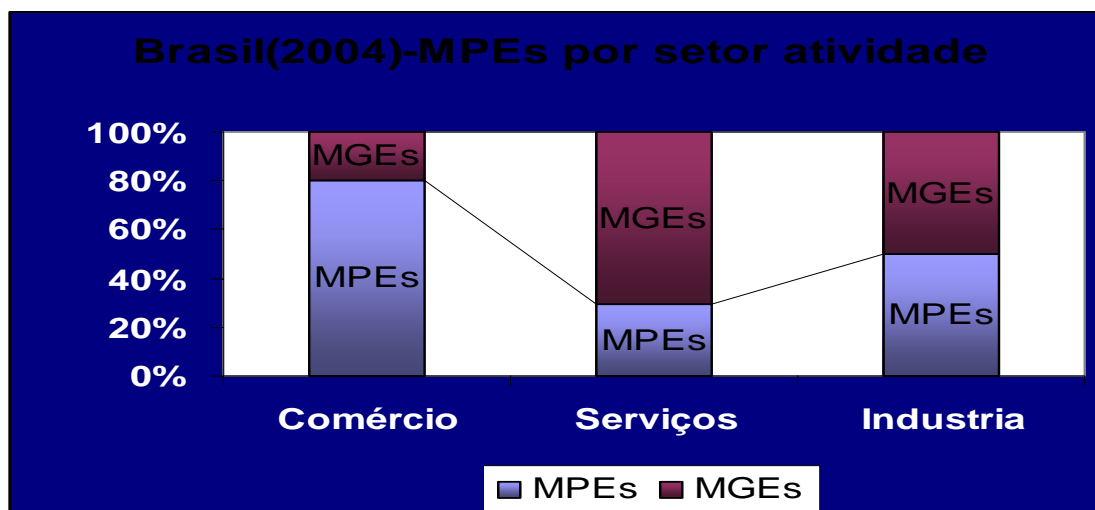 Brasil(2004)-MPEs por setor atividade
100%
80%
60%
40%
20%
0%
MGEs
MPEs
MGEs
MPEs
MGEs
MPEs
Comércio Serviços Industria
MPEs MGEs